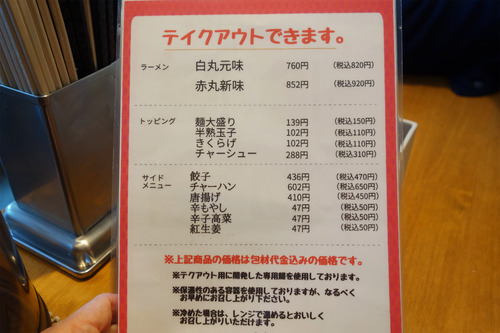 テイクアウトできます。
ラーメン 白丸元味 760円 (税込820円)
赤丸新味 852円 (税込920円)
トッピング 麺大盛り 139円 (税込150円)
半熟玉子 102円 (税込110円)
きくらげ 102円 (税込110円)
チャーシュー 288円 (税込310円)
サイド 餃子 436円 (税込470円)
メニュー チャーハン 602円 (税込650円)
唐揚げ 410円 (税込450円)
辛もやし 47円 (税込50円)
辛子高菜 47円 (税込50円)
紅生姜 47円 (税込50円)
※上記商品の価格は包材代金込みの価格です。
※テクアウト用に開発した専用麺を使用しております。
※保温性のある容器を使用しておりますが、なるべく
お早めにお召し上がり下さい。
※冷めた場合は、レンジで温めるとおいしく
お召し上がりいただけます。